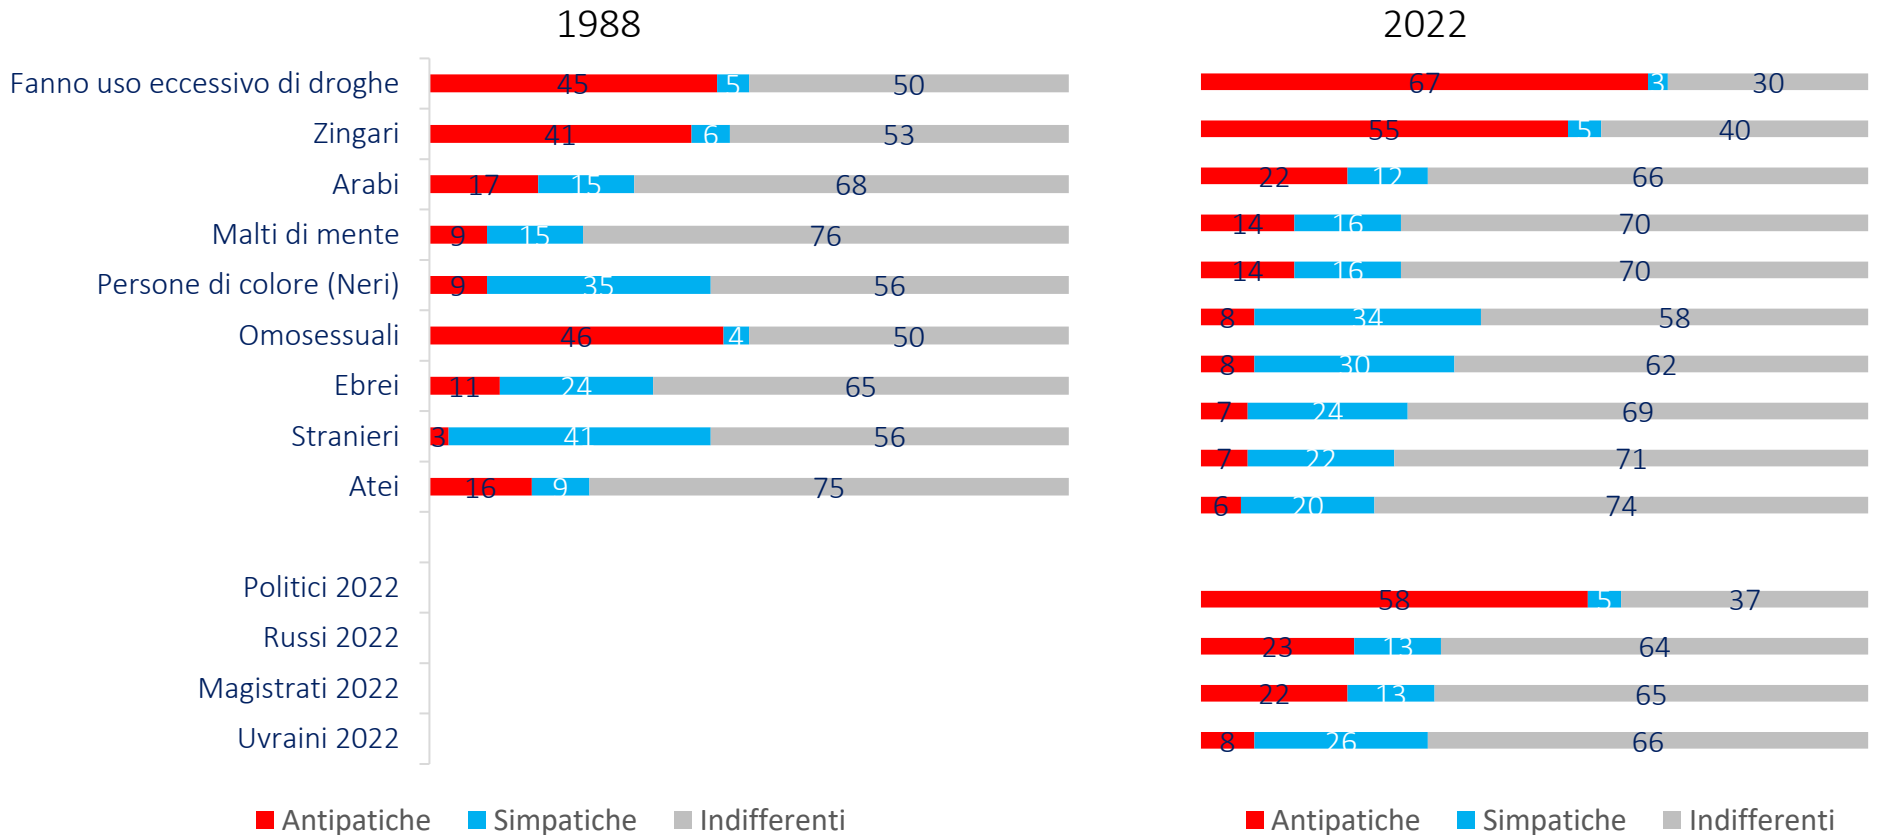 1988
2022
Fanno uso eccessivo di droghe 45 5 50 67 3 30
Zingari 41 6 53 55 5 40
Arabi 17 15 68 22 12 66
Malti di mente 9 15 76 14 16 70
Persone di colore (Neri) 9 35 56 14 16 70
Omosessuali 46 4 50 8 34 58
Ebrei 11 24 65 8 30 62
Stranieri 3 41 56 7 24 69
Atei 16 9 75 7 22 71
6 20 74
Politici 2022 58 5 37
Russi 2022 23 13 64
Magistrati 2022 22 13 65
Uvraini 2022 8 26 66
Antipatiche Simpatiche Indifferenti
Antipatiche Simpatiche Indifferenti